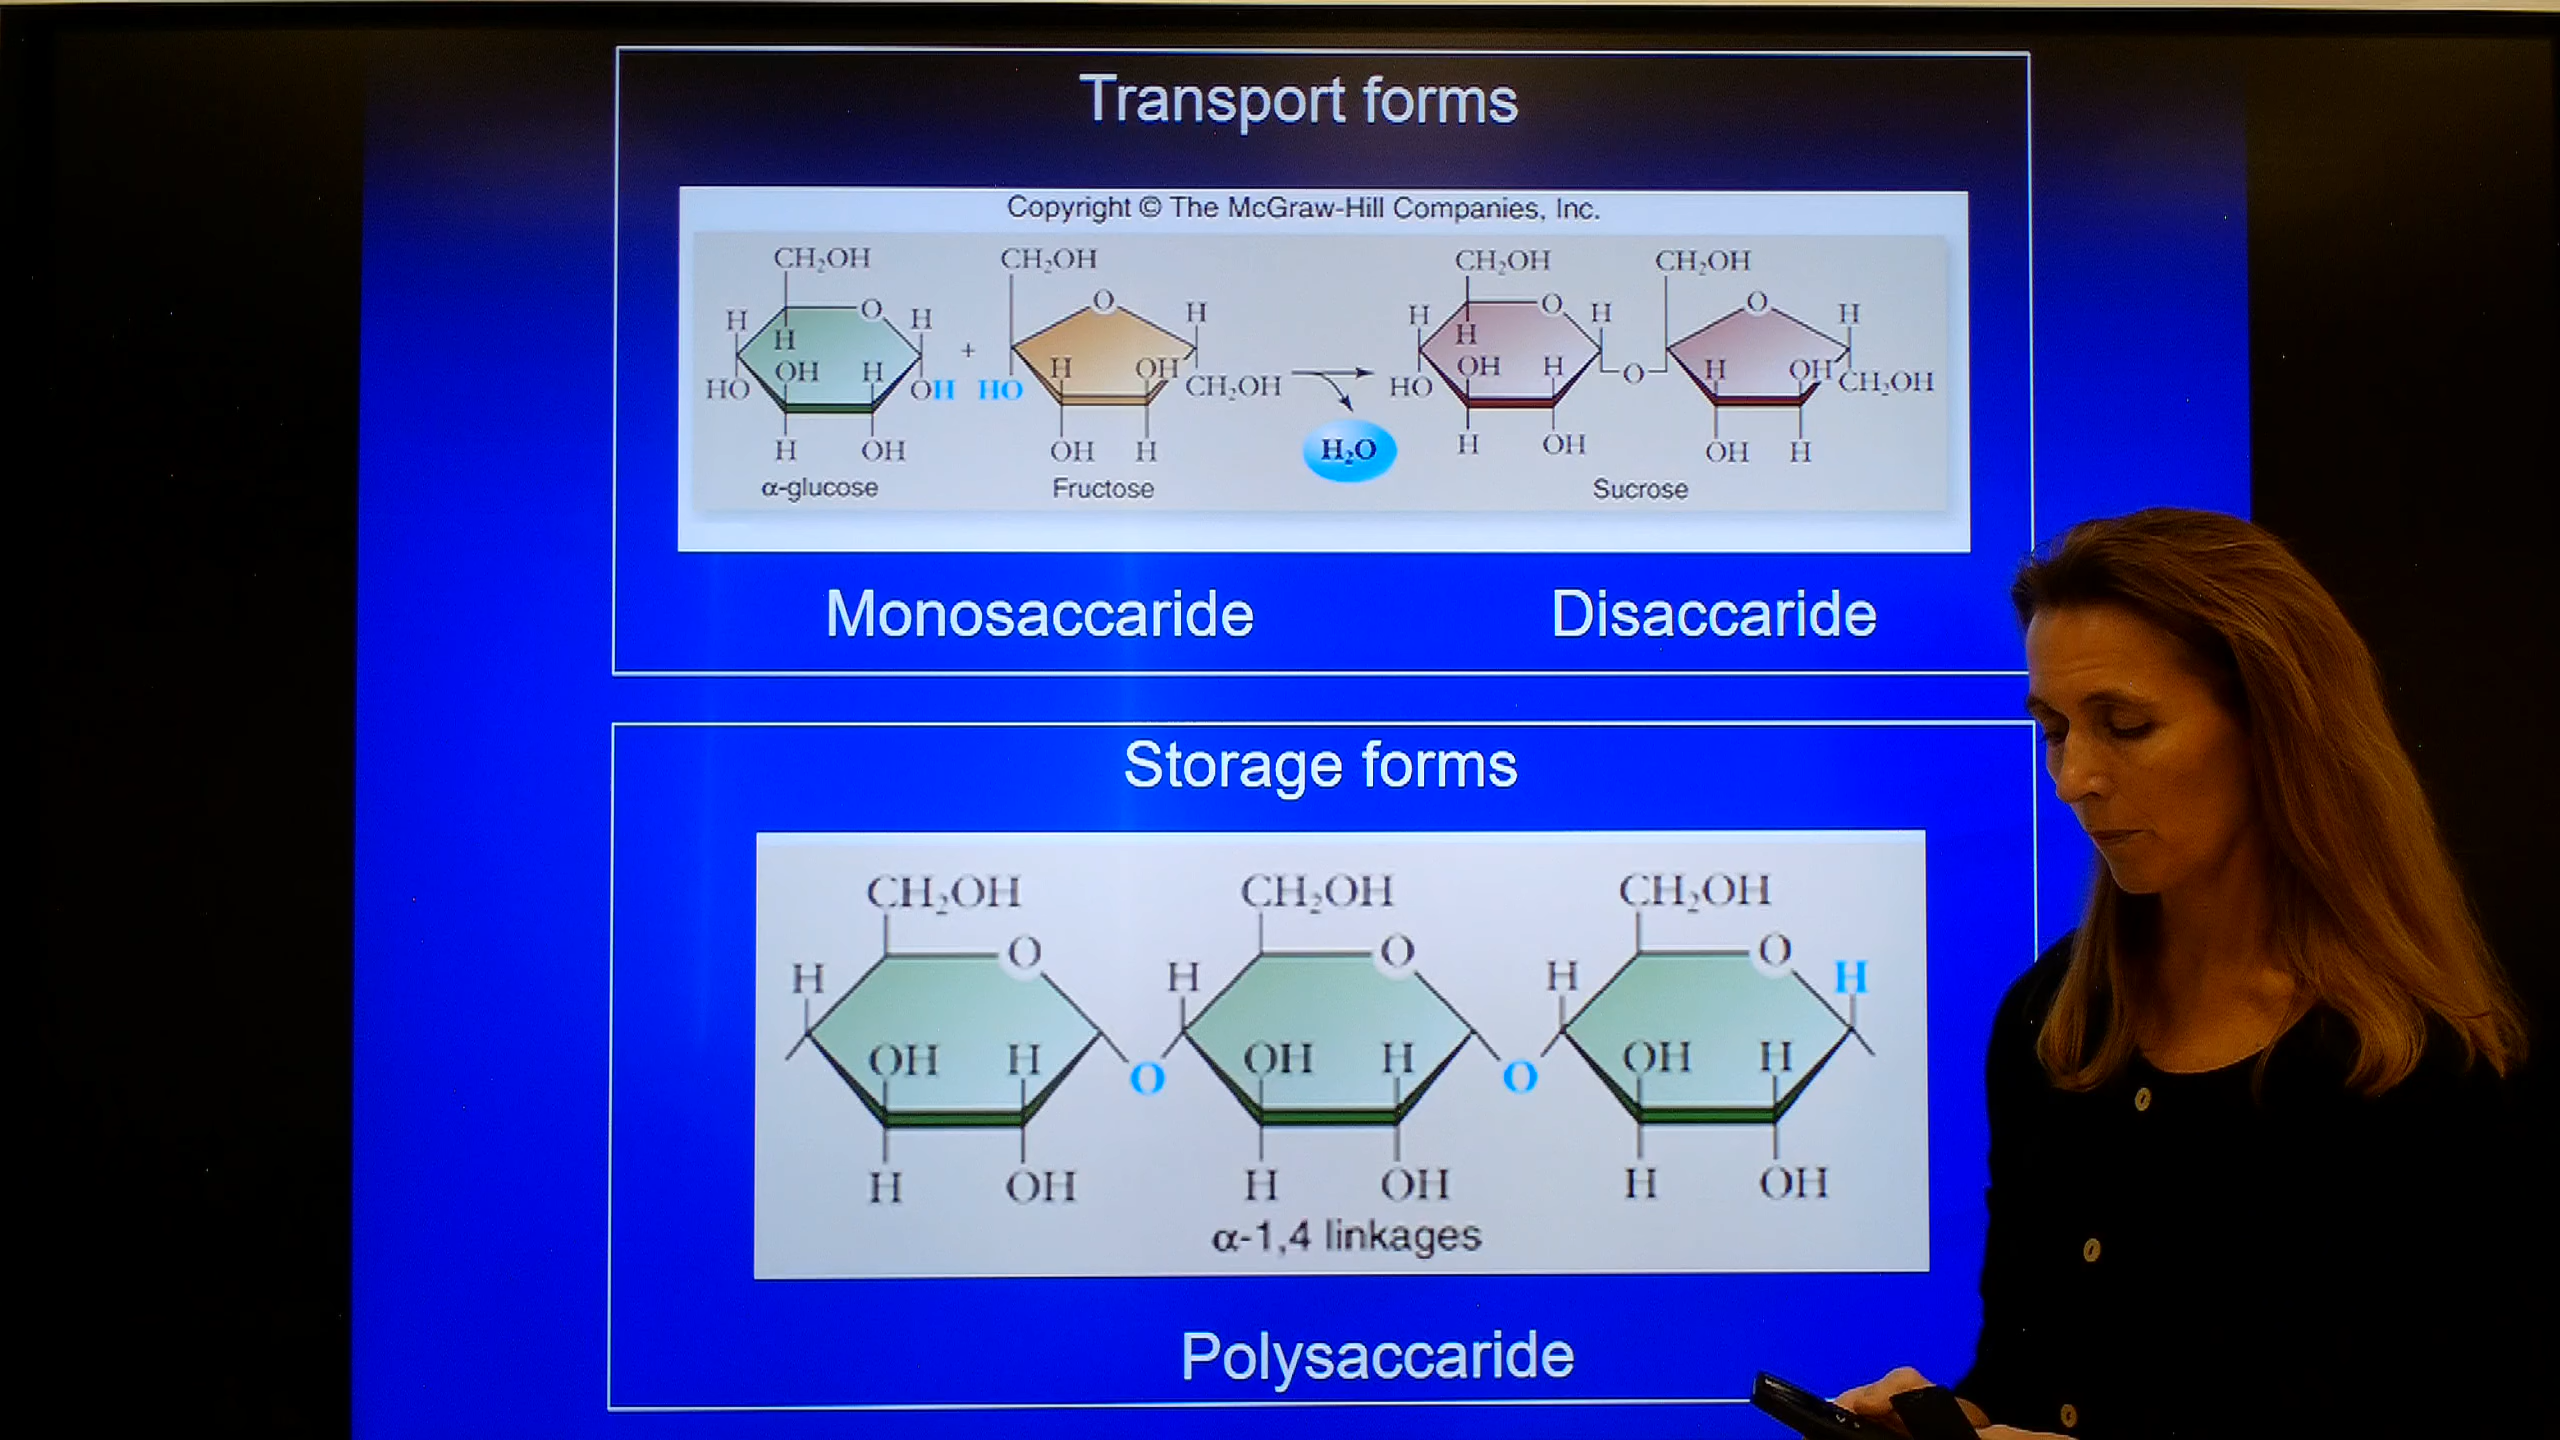 Transport forms
Copyright © The McGraw-Hill Companies, Inc.
CH₂OH CH₂OH CH₂OH CH₂OH
H O H O H H O H O H
H + H
OH H H OH OH H H OH
HO OH HO CH₂OH HO O CH₂OH
H OH OH H H₂O H OH OH H
α-glucose Fructose Sucrose
Monosaccaride Disaccaride
Storage forms
CH₂OH CH₂OH CH₂OH
H O H O H O H
OH H OH H OH H
O O
H OH H OH H OH
α-1,4 linkages
Polysaccaride